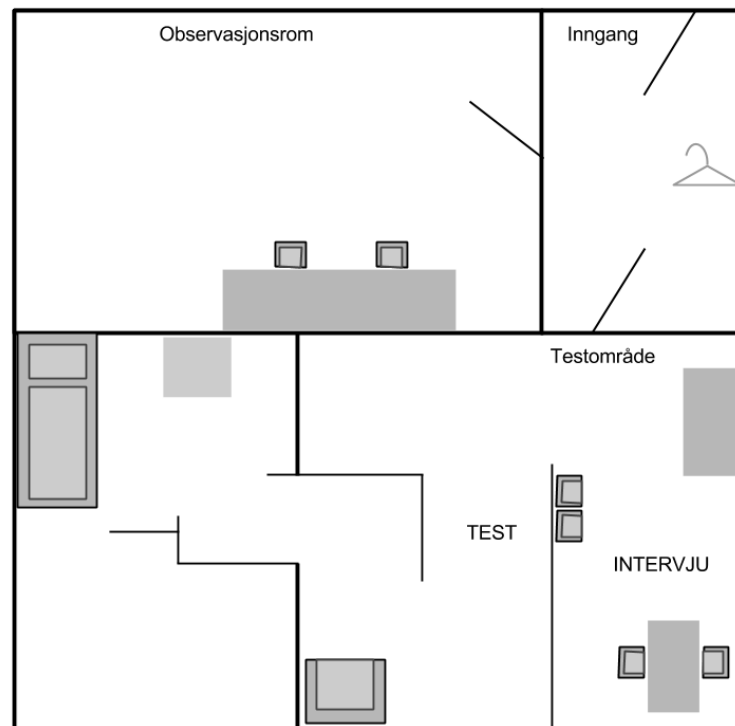 Observasjonsrom
Inngang
Testområde
TEST
INTERVJU